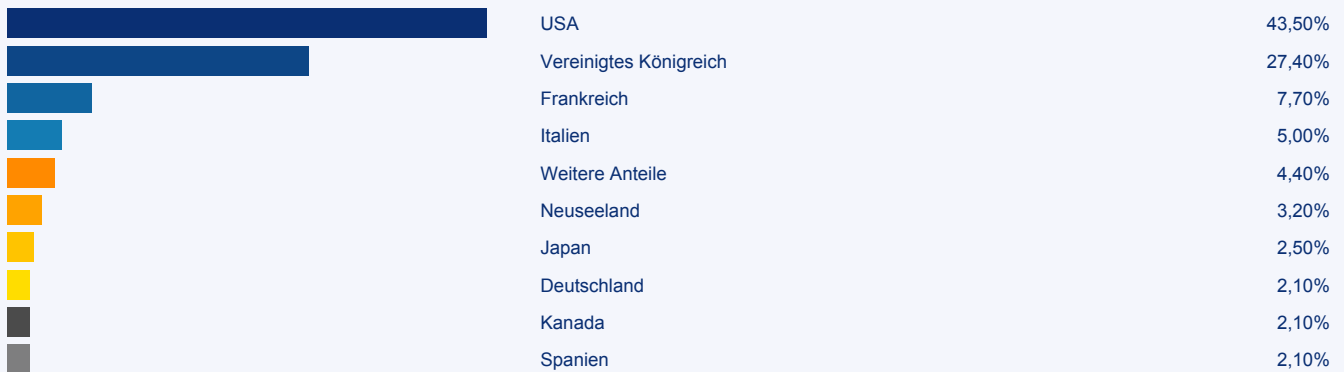 USA 43,50%
Vereinigtes Königreich 27,40%
Frankreich 7,70%
Italien 5,00%
Weitere Anteile 4,40%
Neuseeland 3,20%
Japan 2,50%
Deutschland 2,10%
Kanada 2,10%
Spanien 2,10%